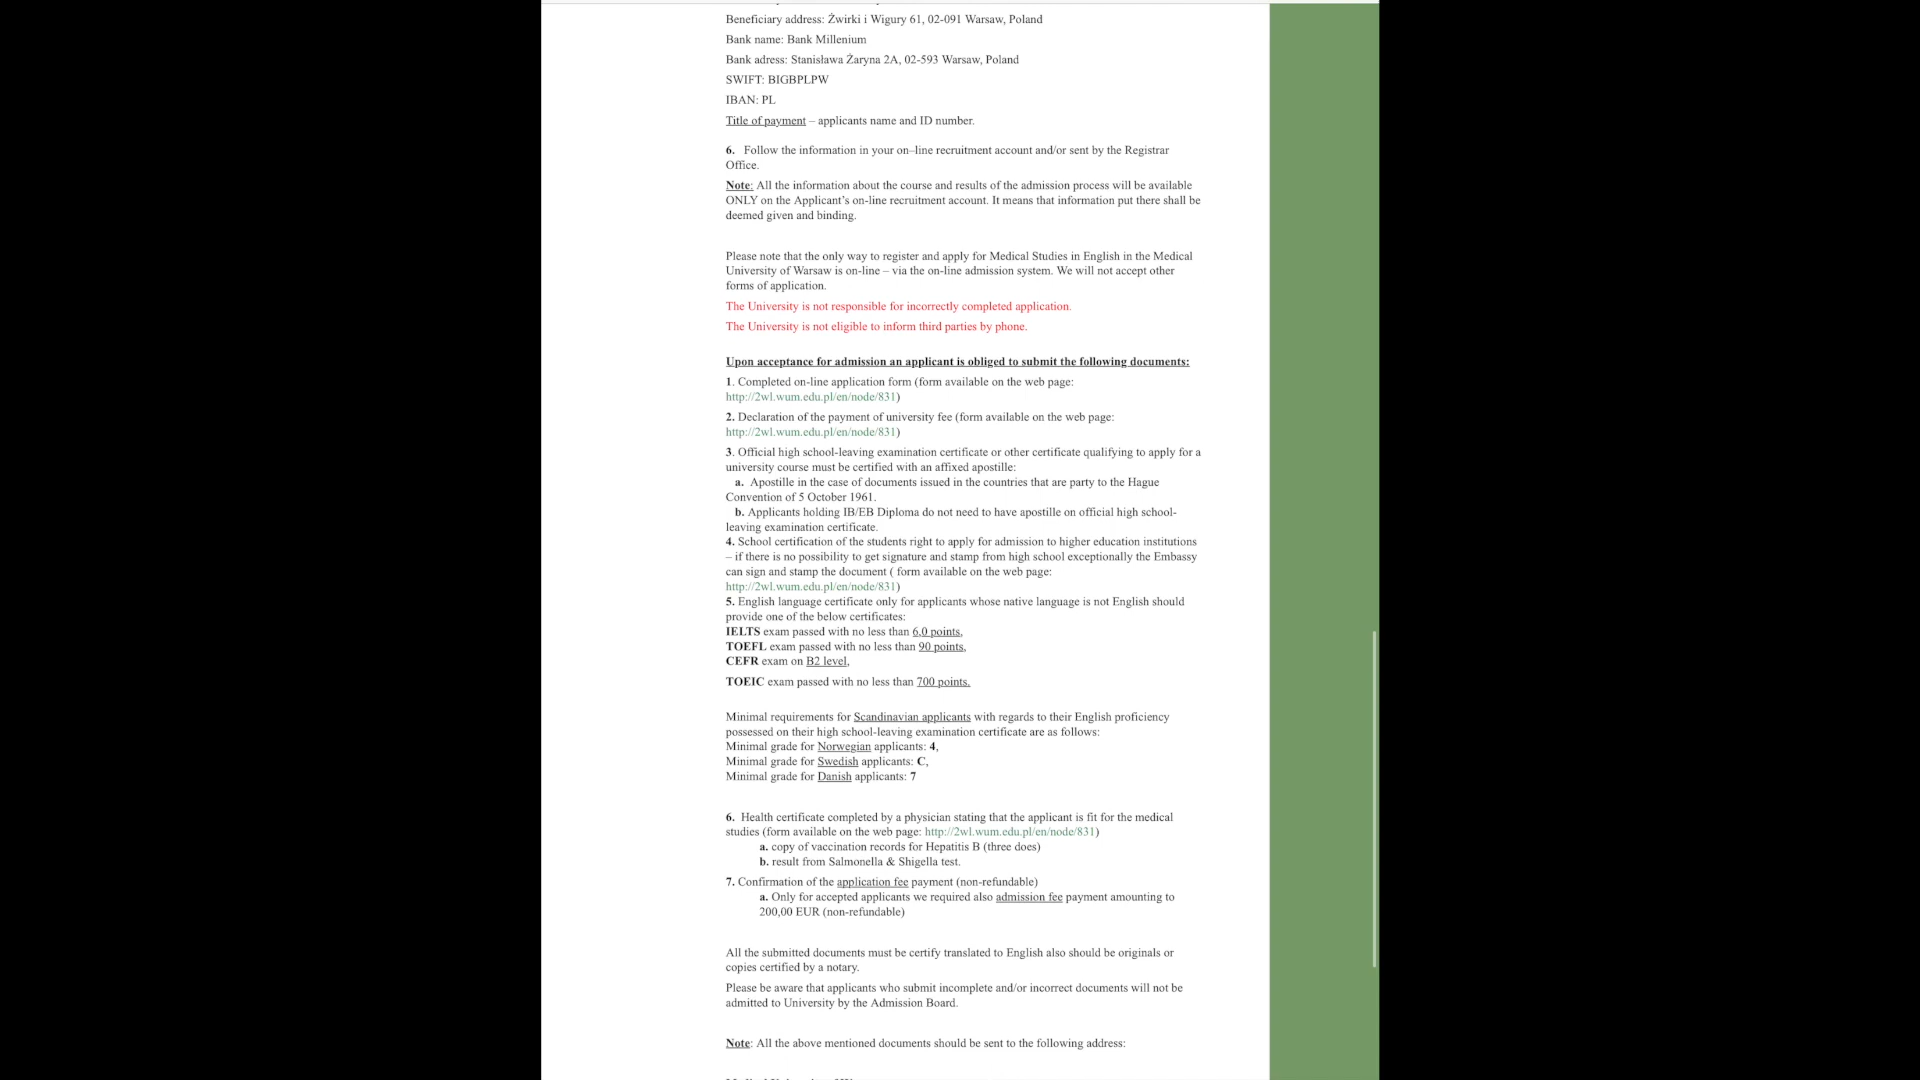 Beneficiary address: Żwirki i Wigury 61, 02-091 Warsaw, Poland
Bank name: Bank Millenium
Bank adress: Stanisława Żaryna 2A, 02-593 Warsaw, Poland
SWIFT: BIGBPLPW
IBAN: PL
Title of payment – applicants name and ID number.
6. Follow the information in your on–line recruitment account and/or sent by the Registrar
Office.
Note: All the information about the course and results of the admission process will be available
ONLY on the Applicant’s on-line recruitment account. It means that information put there shall be
deemed given and binding.
Please note that the only way to register and apply for Medical Studies in English in the Medical
University of Warsaw is on-line – via the on-line admission system. We will not accept other
forms of application.
The University is not responsible for incorrectly completed application.
The University is not eligible to inform third parties by phone.
Upon acceptance for admission an applicant is obliged to submit the following documents:
1. Completed on-line application form (form available on the web page:
http://2wl.wum.edu.pl/en/node/831)
2. Declaration of the payment of university fee (form available on the web page:
http://2wl.wum.edu.pl/en/node/831)
3. Official high school-leaving examination certificate or other certificate qualifying to apply for a
university course must be certified with an affixed apostille:
a. Apostille in the case of documents issued in the countries that are party to the Hague
Convention of 5 October 1961.
b. Applicants holding IB/EB Diploma do not need to have apostille on official high school-
leaving examination certificate.
4. School certification of the students right to apply for admission to higher education institutions
– if there is no possibility to get signature and stamp from high school exceptionally the Embassy
can sign and stamp the document ( form available on the web page:
http://2wl.wum.edu.pl/en/node/831)
5. English language certificate only for applicants whose native language is not English should
provide one of the below certificates:
IELTS exam passed with no less than 6,0 points,
TOEFL exam passed with no less than 90 points,
CEFR exam on B2 level,
TOEIC exam passed with no less than 700 points.
Minimal requirements for Scandinavian applicants with regards to their English proficiency
possessed on their high school-leaving examination certificate are as follows:
Minimal grade for Norwegian applicants: 4,
Minimal grade for Swedish applicants: C,
Minimal grade for Danish applicants: 7
6. Health certificate completed by a physician stating that the applicant is fit for the medical
studies (form available on the web page: http://2wl.wum.edu.pl/en/node/831)
a. copy of vaccination records for Hepatitis B (three does)
b. result from Salmonella & Shigella test.
7. Confirmation of the application fee payment (non-refundable)
a. Only for accepted applicants we required also admission fee payment amounting to
200,00 EUR (non-refundable)
All the submitted documents must be certify translated to English also should be originals or
copies certified by a notary.
Please be aware that applicants who submit incomplete and/or incorrect documents will not be
admitted to University by the Admission Board.
Note: All the above mentioned documents should be sent to the following address: